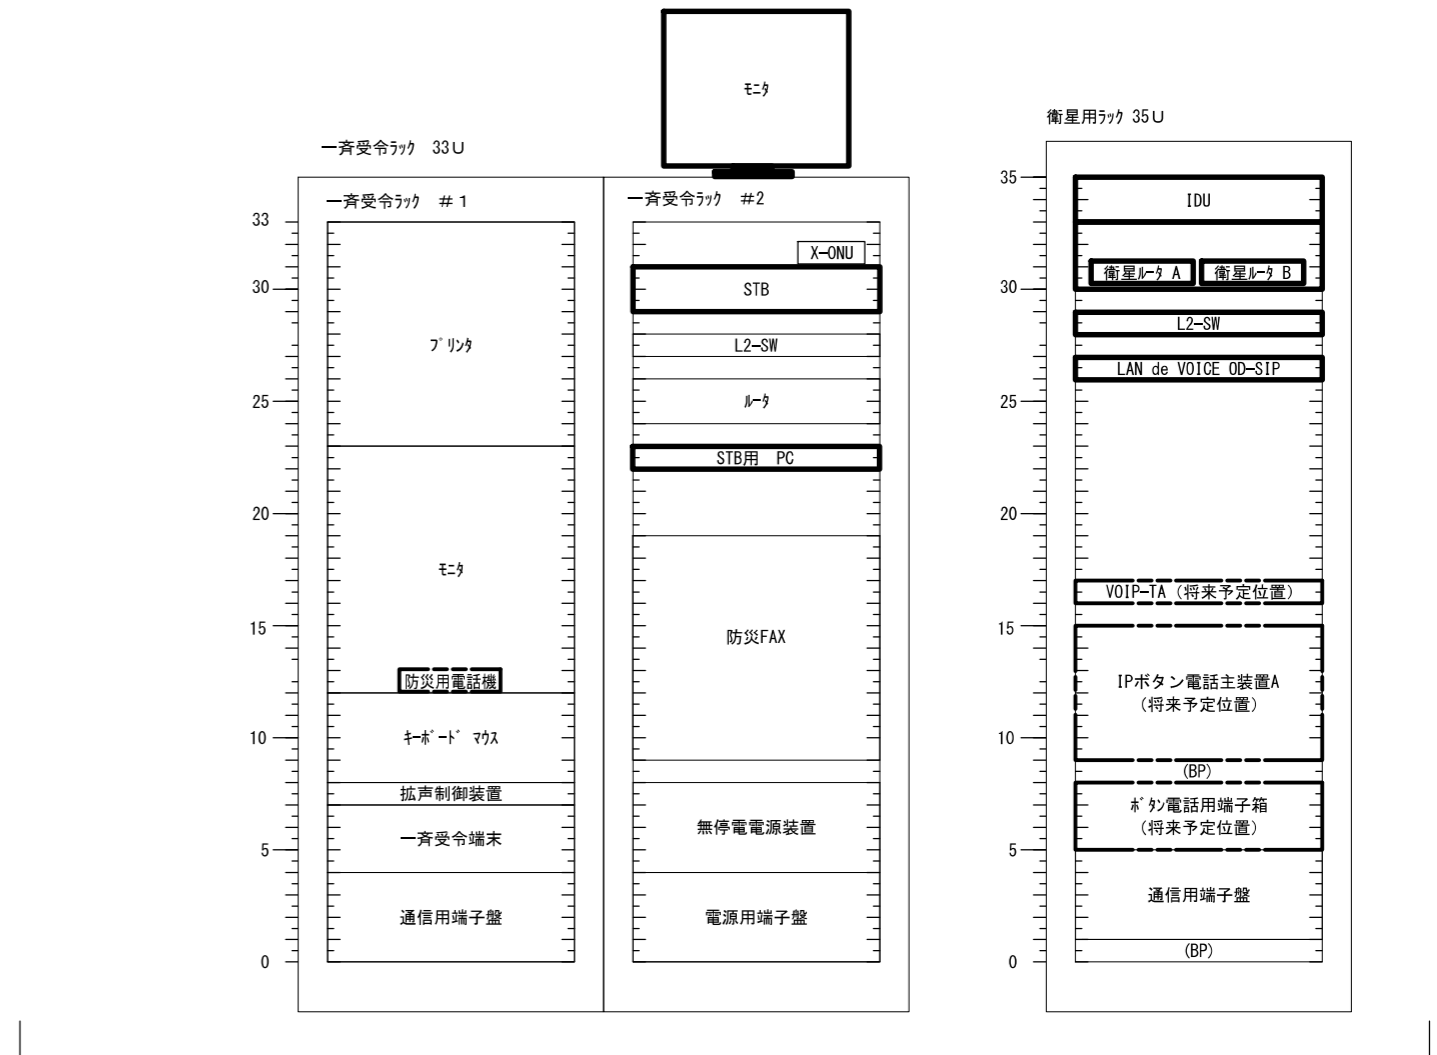 モニタ
一斉受令ラック 33U
一斉受令ラック #1
33
30
25
20
15
10
5
0
プリンタ
モニタ
防災用電話機
キーボード マウス
拡声制御装置
一斉受令端末
通信用端子盤
一斉受令ラック #2
X-ONU
STB
L2-SW
ルータ
STB用 PC
防災FAX
無停電電源装置
電源用端子盤
衛星用ラック 35U
35
30
25
20
15
10
5
0
IDU
衛星ルータ A 衛星ルータ B
L2-SW
LAN de VOICE OD-SIP
VOIP-TA (将来予定位置)
IPボタン電話主装置A
(将来予定位置)
(BP)
ボタン電話用端子箱
(将来予定位置)
通信用端子盤
(BP)